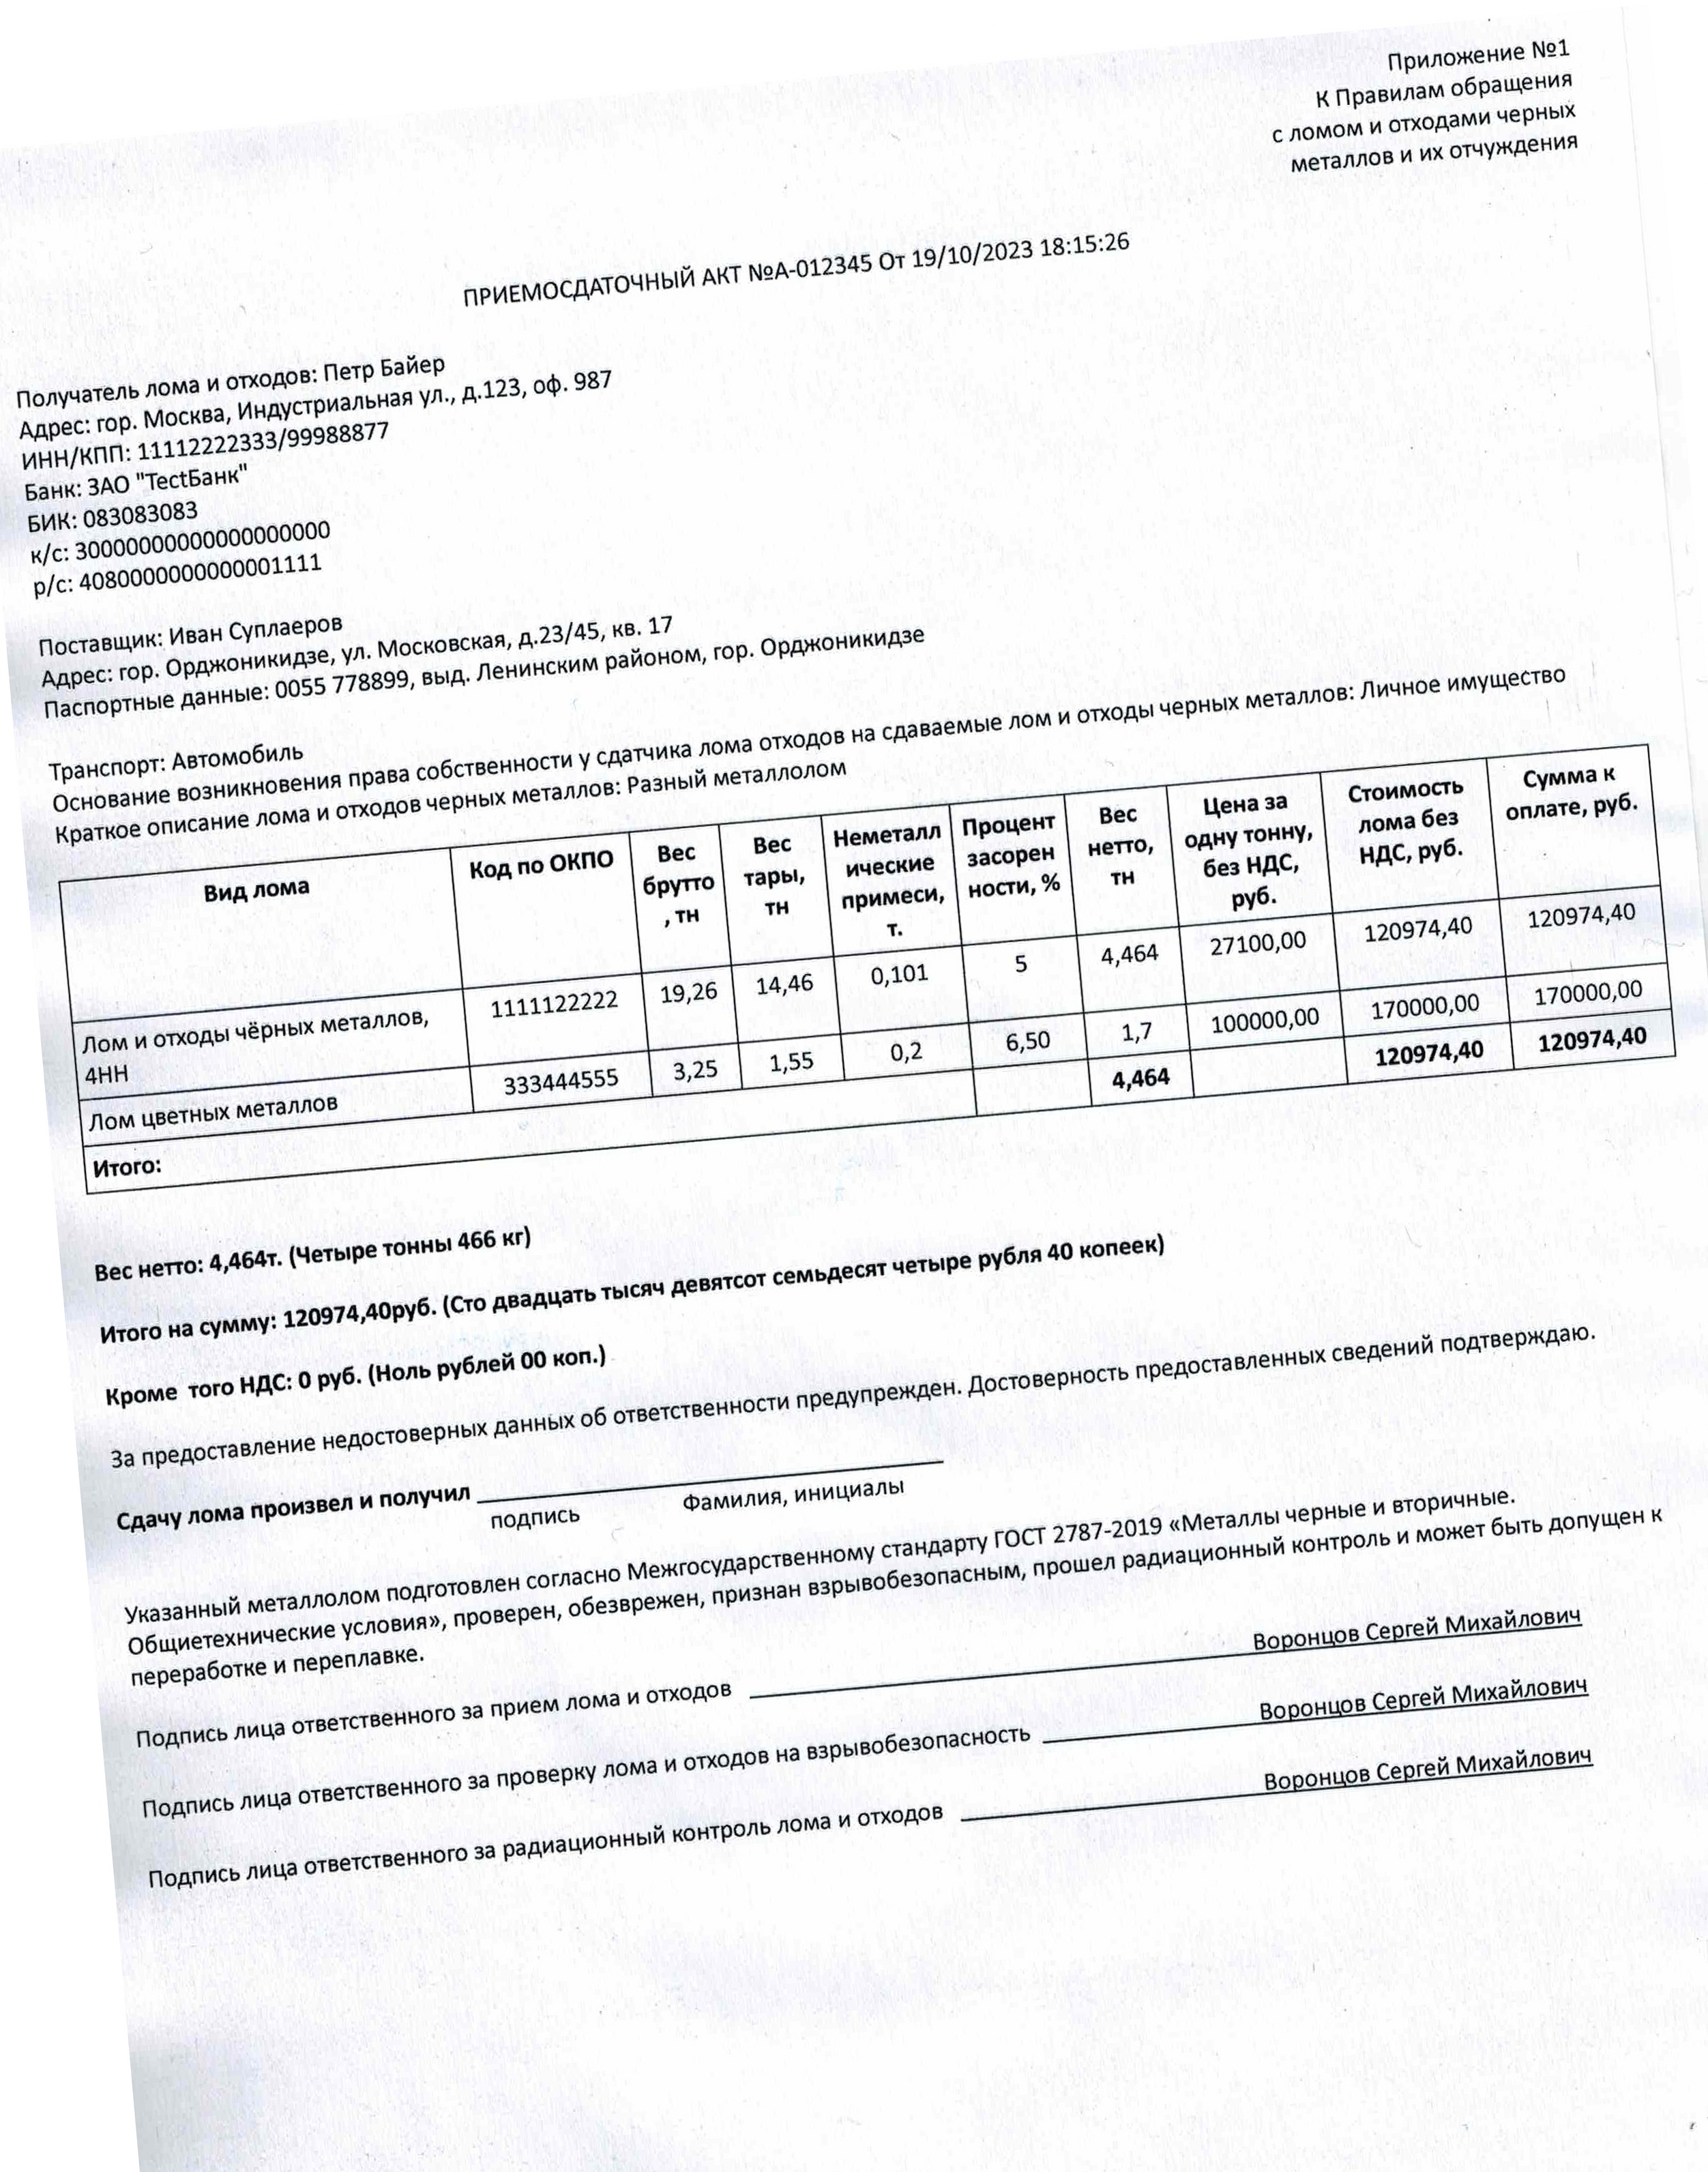 Приложение №1
К Правилам обращения
с ломом и отходами черных
металлов и их отчуждения
ПРИЕМОСДАТОЧНЫЙ АКТ №А-012345 От 19/10/2023 18:15:26
Получатель лома и отходов: Петр Байер
Адрес: гор. Москва, Индустриальная ул., д.123, оф. 987
ИНН/КПП: 11112222333/99988877
Банк: ЗАО "ТестБанк"
БИК: 083083083
к/с: 30000000000000000000
р/с: 4080000000000001111
Поставщик: Иван Суплаеров
Адрес: гор. Орджоникидзе, ул. Московская, д.23/45, кв. 17
Паспортные данные: 0055 778899, выд. Ленинским районом, гор. Орджоникидзе
Транспорт: Автомобиль
Основание возникновения права собственности у сдатчика лома отходов на сдаваемые лом и отходы черных металлов: Личное имущество
Краткое описание лома и отходов черных металлов: Разный металлолом
Вид лома Код по ОКПО Вес брутто, тн Вес тары, тн Неметаллические примеси, т. Процент засоренности, % Вес нетто, тн Цена за одну тонну, без НДС, руб. Стоимость лома без НДС, руб. Сумма к оплате, руб.
Лом и отходы чёрных металлов, 4НН 1111122222 19,26 14,46 0,101 5 4,464 27100,00 120974,40 120974,40
Лом цветных металлов 333444555 3,25 1,55 0,2 6,50 1,7 100000,00 170000,00 170000,00
Итого: 4,464 120974,40 120974,40
Вес нетто: 4,464т. (Четыре тонны 466 кг)
Итого на сумму: 120974,40руб. (Сто двадцать тысяч девятсот семьдесят четыре рубля 40 копеек)
Кроме того НДС: 0 руб. (Ноль рублей 00 коп.)
За предоставление недостоверных данных об ответственности предупрежден. Достоверность предоставленных сведений подтверждаю.
Сдачу лома произвел и получил
подпись Фамилия, инициалы
Указанный металлолом подготовлен согласно Межгосударственному стандарту ГОСТ 2787-2019 «Металлы черные и вторичные.
Общиетехнические условия», проверен, обезврежен, признан взрывобезопасным, прошел радиационный контроль и может быть допущен к
переработке и переплавке.
Подпись лица ответственного за прием лома и отходов Воронцов Сергей Михайлович
Подпись лица ответственного за проверку лома и отходов на взрывобезопасность Воронцов Сергей Михайлович
Подпись лица ответственного за радиационный контроль лома и отходов Воронцов Сергей Михайлович